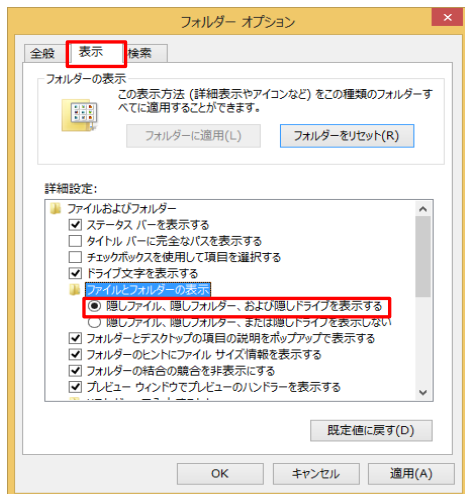 フォルダー オプション
全般 表示 検索
フォルダーの表示
この表示方法 (詳細表示やアイコンなど) をこの種類のフォルダーす
べてに適用することができます。
フォルダーに適用(L) フォルダーをリセット(R)
詳細設定:
ファイルおよびフォルダー
ステータス バーを表示する
タイトル バーに完全なパスを表示する
チェックボックスを使用して項目を選択する
ドライブ文字を表示する
ファイルとフォルダーの表示
隠しファイル、隠しフォルダー、および隠しドライブを表示する
隠しファイル、隠しフォルダー、または隠しドライブを表示しない
フォルダーとデスクトップの項目の説明をポップアップで表示する
フォルダーのヒントにファイル サイズ情報を表示する
フォルダーの結合の競合を非表示にする
プレビュー ウィンドウでプレビューのハンドラーを表示する
既定値に戻す(D)
OK キャンセル 適用(A)